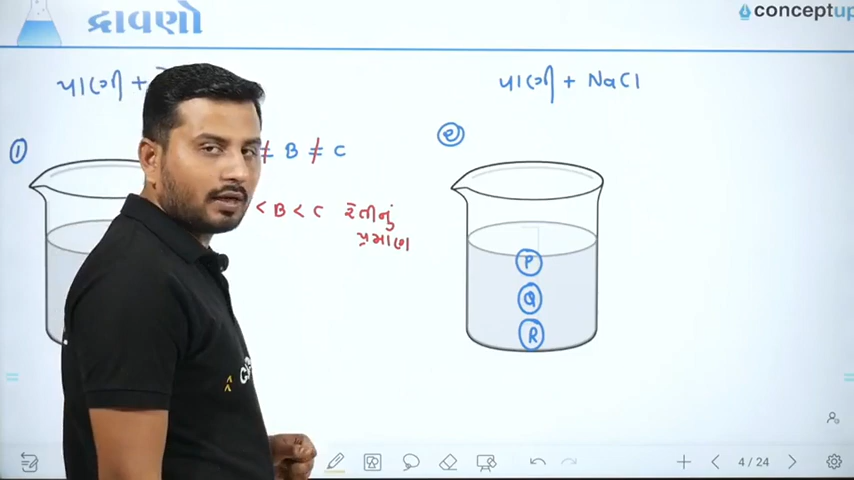 દ્રાવણો
conceptup
પાણી +
પાણી + NaCl
①
②
≠ B ≠ C
< B < C રેતીનું
પ્રમાણ
P
Q
R
4 / 24